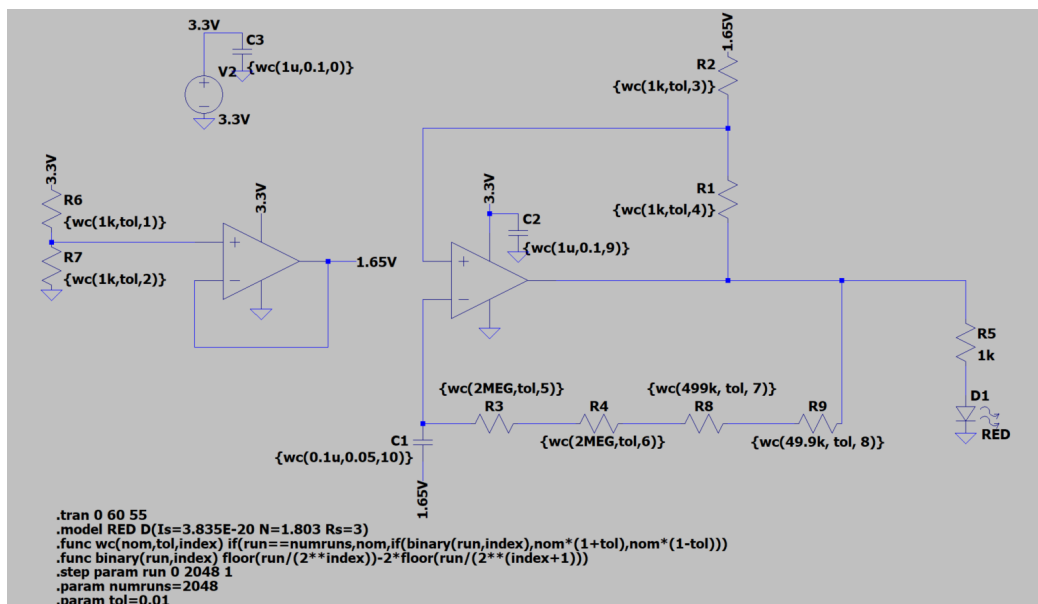 3.3V
C3
V2
{wc(1u,0.1,0)}
3.3V
1.65V
R2
{wc(1k,tol,3)}
3.3V
R6
{wc(1k,tol,1)}
R7
{wc(1k,tol,2)}
3.3V
+
−
1.65V
3.3V
C2
{wc(1u,0.1,9)}
+
−
R1
{wc(1k,tol,4)}
R5
1k
D1
RED
{wc(2MEG,tol,5)}
R3
R4
{wc(2MEG,tol,6)}
{wc(499k, tol, 7)}
R8
R9
{wc(49.9k, tol, 8)}
C1
{wc(0.1u,0.05,10)}
1.65V
.tran 0 60 55
.model RED D(Is=3.835E-20 N=1.803 Rs=3)
.func wc(nom,tol,index) if(run==numruns,nom,if(binary(run,index),nom*(1+tol),nom*(1-tol)))
.func binary(run,index) floor(run/(2**index))-2*floor(run/(2**(index+1)))
.step param run 0 2048 1
.param numruns=2048
.param tol=0.01